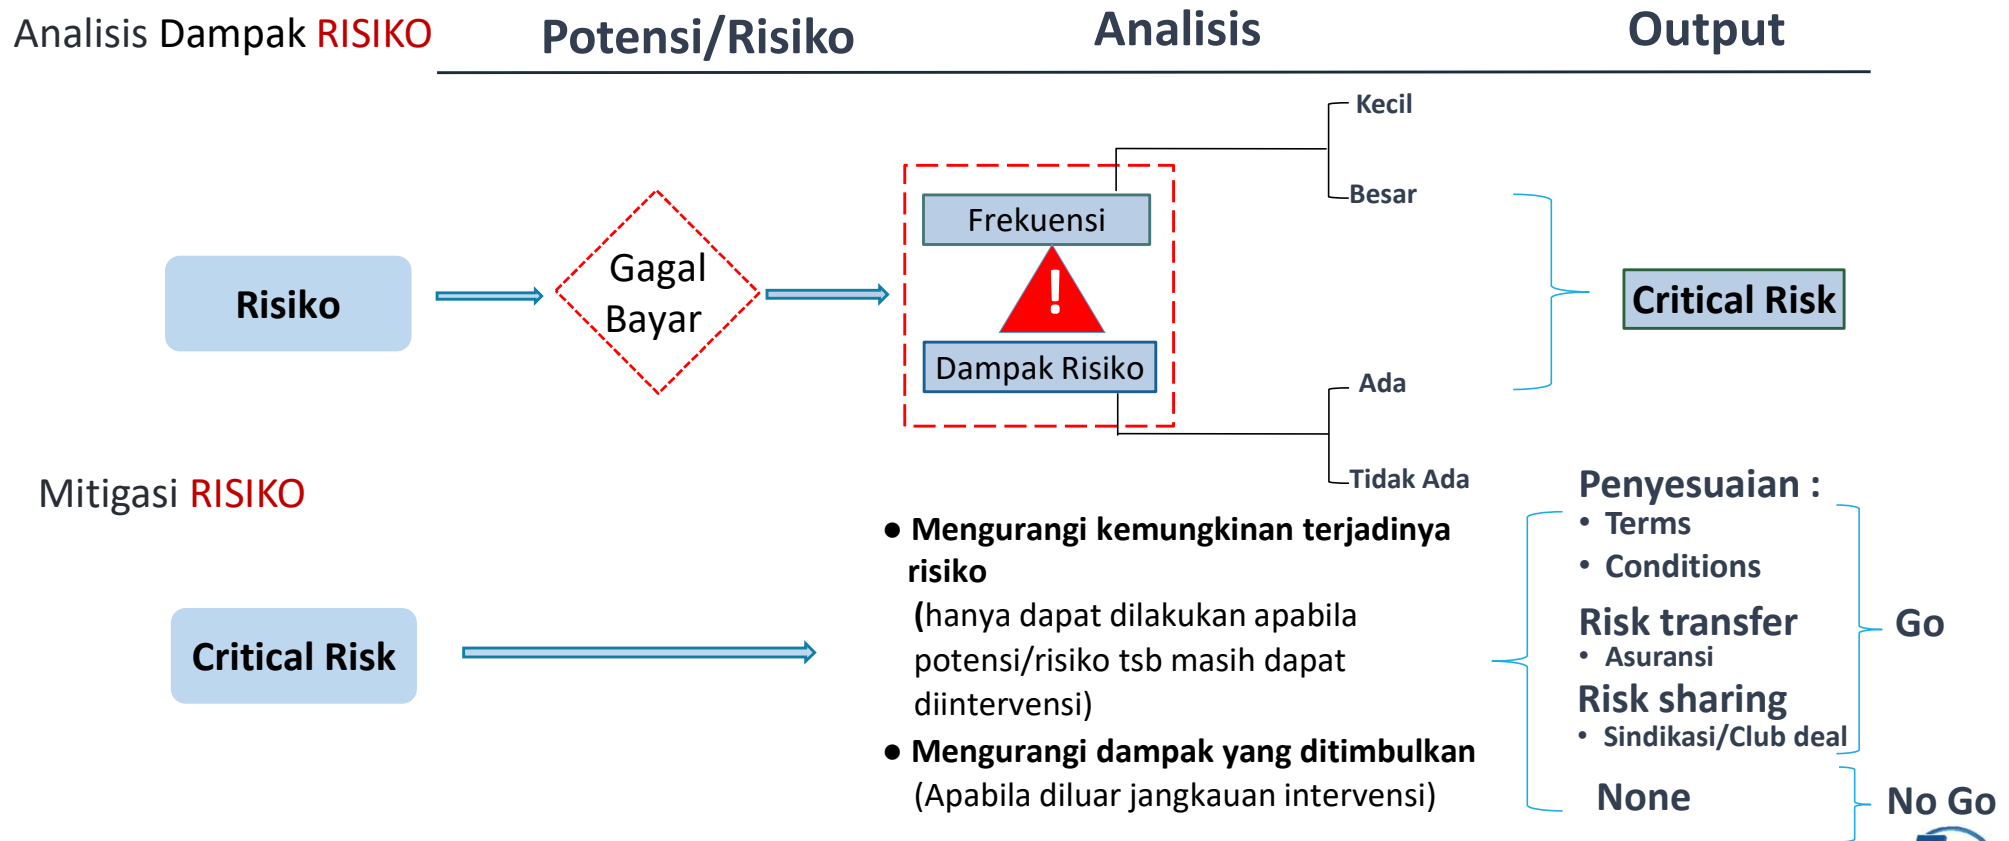 Analisis Dampak RISIKO
Potensi/Risiko
Analisis
Output
Kecil
Besar
Frekuensi
!
Dampak Risiko
Risiko
Gagal
Bayar
Critical Risk
Ada
Tidak Ada
Mitigasi RISIKO
Critical Risk
● Mengurangi kemungkinan terjadinya
risiko
(hanya dapat dilakukan apabila
potensi/risiko tsb masih dapat
diintervensi)
● Mengurangi dampak yang ditimbulkan
(Apabila diluar jangkauan intervensi)
Penyesuaian :
• Terms
• Conditions
Risk transfer
• Asuransi
Risk sharing
• Sindikasi/Club deal
None
Go
No Go